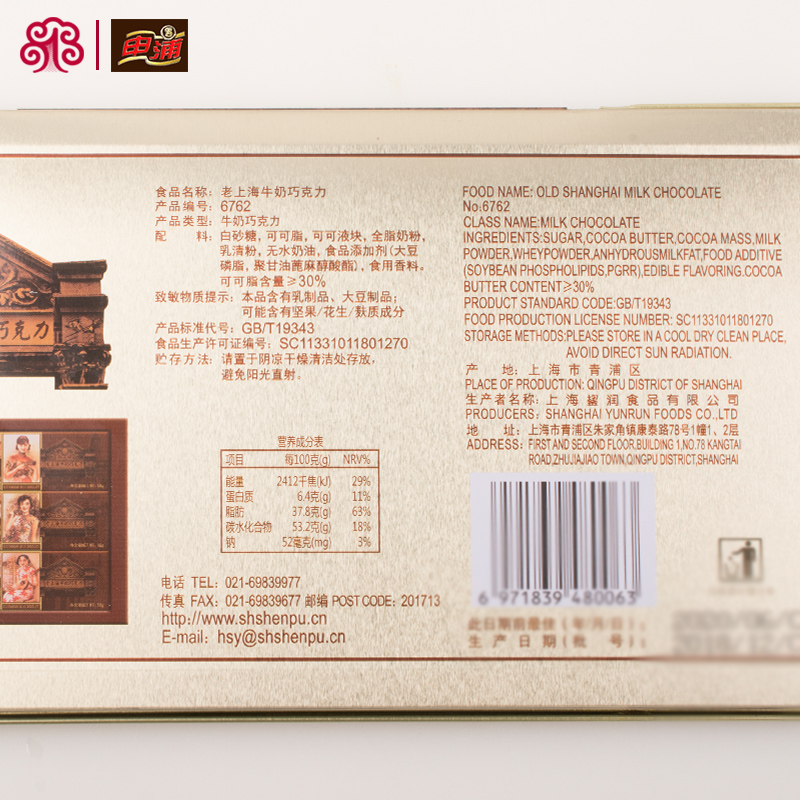 申浦
食品名称：老上海牛奶巧克力
产品编号：6762
产品类型：牛奶巧克力
配 料：白砂糖，可可脂，可可液块，全脂奶粉，
乳清粉，无水奶油，食品添加剂(大豆
磷脂，聚甘油蓖麻醇酸酯)，食用香料。
可可脂含量≥30%
致敏物质提示：本品含有乳制品、大豆制品；
可能含有坚果/花生/麸质成分
产品标准代号：GB/T19343
食品生产许可证编号：SC11331011801270
贮存方法：请置于阴凉干燥清洁处存放，
避免阳光直射。
FOOD NAME: OLD SHANGHAI MILK CHOCOLATE
No:6762
CLASS NAME:MILK CHOCOLATE
INGREDIENTS:SUGAR,COCOA BUTTER,COCOA MASS,MILK
POWDER,WHEYPOWDER,ANHYDROUSMILKFAT,FOOD ADDITIVE
(SOYBEAN PHOSPHOLIPIDS,PGRR),EDIBLE FLAVORING.COCOA
BUTTER CONTENT≥30%
PRODUCT STANDARD CODE:GB/T19343
FOOD PRODUCTION LICENSE NUMBER: SC11331011801270
STORAGE METHODS:PLEASE STORE IN A COOL DRY CLEAN PLACE,
AVOID DIRECT SUN RADIATION.
产 地：上海市青浦区
PLACE OF PRODUCTION: QINGPU DISTRICT OF SHANGHAI
生产者名称：上海韵润食品有限公司
PRODUCERS: SHANGHAI YUNRUN FOODS CO.,LTD
地 址：上海市青浦区朱家角镇康泰路78号1幢1、2层
ADDRESS: FIRST AND SECOND FLOOR,BUILDING 1,NO.78 KANGTAI
ROAD,ZHUJIAJIAO TOWN,QINGPU DISTRICT,SHANGHAI
巧克力
营养成分表
项目 每100克(g) NRV%
能量 2412千焦(kJ) 29%
蛋白质 6.4克(g) 11%
脂肪 37.8克(g) 63%
碳水化合物 53.2克(g) 18%
钠 52毫克(mg) 3%
电话 TEL: 021-69839977
传真 FAX: 021-69839677 邮编 POST CODE: 201713
http://www.shshenpu.cn
E-mail: hsy@shshenpu.cn
6 971839 480063
此日期前最佳(年/月/日)：
生产日期(批 号)：